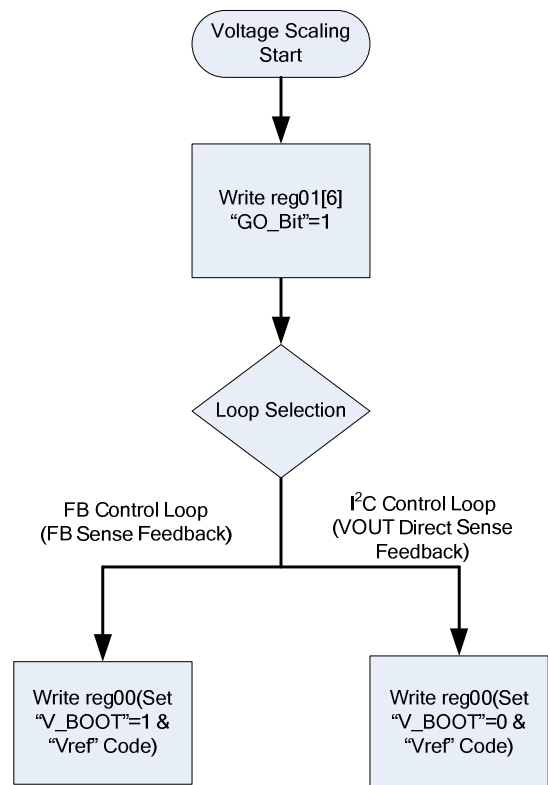 Voltage Scaling
Start
Write reg01[6]
“GO_Bit”=1
Loop Selection
FB Control Loop
(FB Sense Feedback)
I²C Control Loop
(VOUT Direct Sense
Feedback)
Write reg00(Set
“V_BOOT”=1 &
“Vref” Code)
Write reg00(Set
“V_BOOT”=0 &
“Vref” Code)